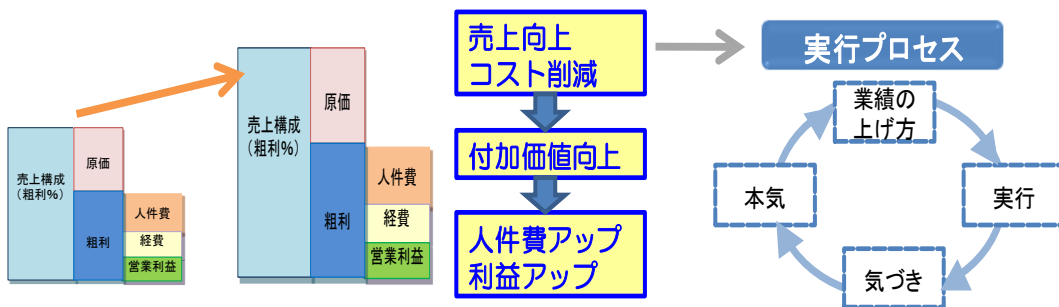 売上構成
（粗利％）
原価
粗利
人件費
経費
営業利益
売上構成
（粗利％）
原価
粗利
人件費
経費
営業利益
売上向上
コスト削減
付加価値向上
人件費アップ
利益アップ
実行プロセス
業績の
上げ方
実行
気づき
本気